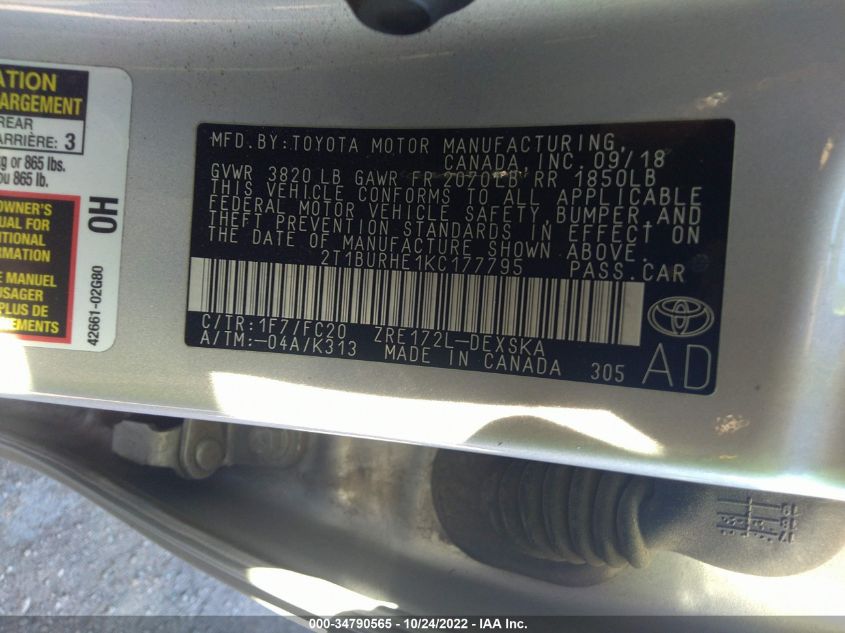 ATION
ARGEMENT
REAR
ARRIÈRE: 3
g or 865 lbs.
ou 865 lb.
OWNER'S
UAL FOR
ITIONAL
RMATION
E MANUEL
USAGER
PLUS DE
EMENTS
OH
42661-02G80
MFD.BY:TOYOTA MOTOR MANUFACTURING,
CANADA, INC. 09/18
GVWR 3820 LB GAWR FR 2070LB RR 1850LB
THIS VEHICLE CONFORMS TO ALL APPLICABLE
FEDERAL MOTOR VEHICLE SAFETY, BUMPER, AND
THEFT PREVENTION STANDARDS IN EFFECT ON
THE DATE OF MANUFACTURE SHOWN ABOVE.
2T1BURHE1KC177795 PASS.CAR
C/TR:1F7/FC20 ZRE172L-DEXSKA
A/TM:-04A/K313 MADE IN CANADA 305
AD
000-34790565 / 10/24/2022 - IAA Inc.